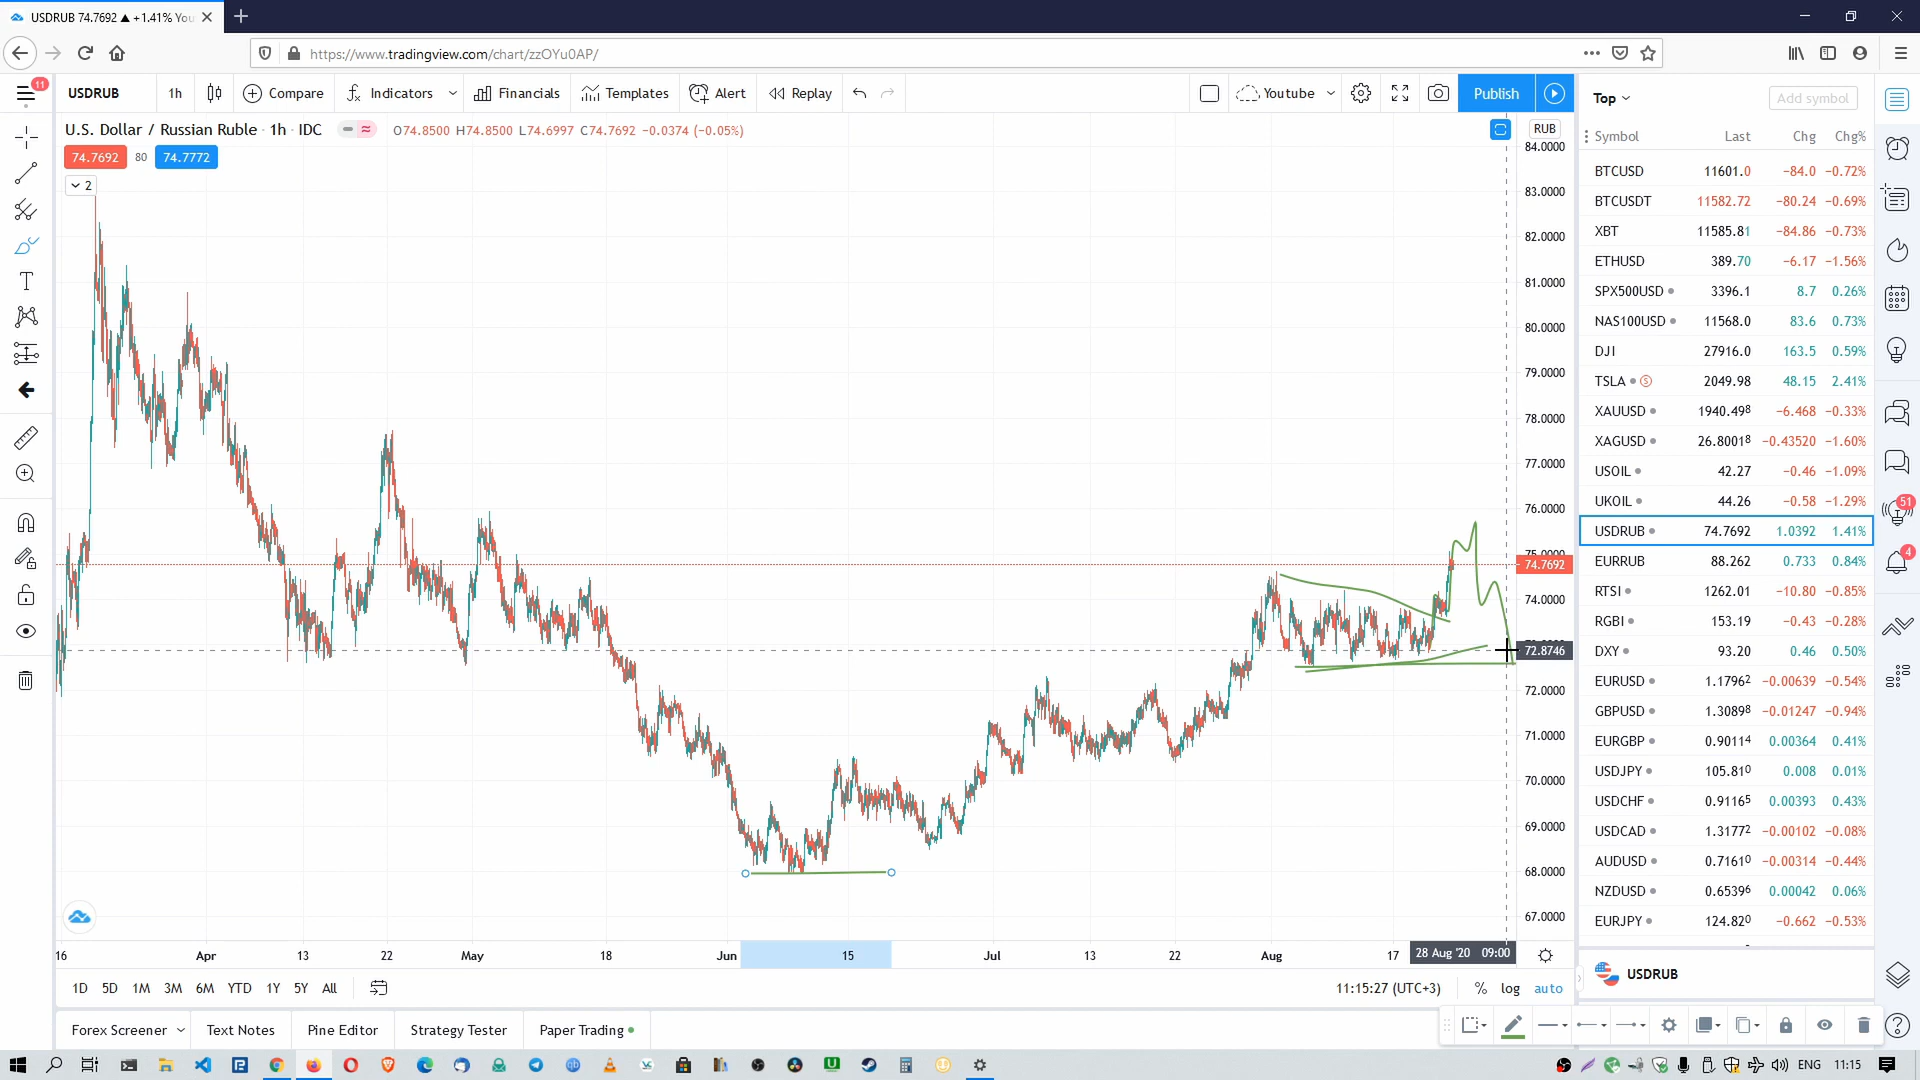 USDRUB 74.7692 ▲ +1.41% You
https://www.tradingview.com/chart/zzOYu0AP/
11
USDRUB 1h Compare Indicators Financials Templates Alert Replay Youtube Publish
Top Add symbol
U.S. Dollar / Russian Ruble · 1h · IDC O74.8500 H74.8500 L74.6997 C74.7692 −0.0374 (−0.05%)
RUB
74.7692 80 74.7772
2
Symbol Last Chg Chg%
BTCUSD 11601.0 −84.0 −0.72%
BTCUSDT 11582.72 −80.24 −0.69%
XBT 11585.81 −84.86 −0.73%
ETHUSD 389.70 −6.17 −1.56%
SPX500USD 3396.1 8.7 0.26%
NAS100USD 11568.0 83.6 0.73%
DJI 27916.0 163.5 0.59%
TSLA S 2049.98 48.15 2.41%
XAUUSD 1940.498 −6.468 −0.33%
XAGUSD 26.80018 −0.43520 −1.60%
USOIL 42.27 −0.46 −1.09%
UKOIL 44.26 −0.58 −1.29%
USDRUB 74.7692 1.0392 1.41%
EURRUB 88.262 0.733 0.84%
RTSI 1262.01 −10.80 −0.85%
RGBI 153.19 −0.43 −0.28%
DXY 93.20 0.46 0.50%
EURUSD 1.17962 −0.00639 −0.54%
GBPUSD 1.30898 −0.01247 −0.94%
EURGBP 0.90114 0.00364 0.41%
USDJPY 105.810 0.008 0.01%
USDCHF 0.91165 0.00393 0.43%
USDCAD 1.31772 −0.00102 −0.08%
AUDUSD 0.71610 −0.00314 −0.44%
NZDUSD 0.65396 0.00042 0.06%
EURJPY 124.820 −0.662 −0.53%
51
4
84.0000
83.0000
82.0000
81.0000
80.0000
79.0000
78.0000
77.0000
76.0000
75.0000
74.7692
74.0000
72.8746
72.0000
71.0000
70.0000
69.0000
68.0000
67.0000
16 Apr 13 22 May 18 Jun 15 Jul 13 22 Aug 17 28 Aug '20 09:00
USDRUB
1D 5D 1M 3M 6M YTD 1Y 5Y All 11:15:27 (UTC+3) % log auto
Forex Screener Text Notes Pine Editor Strategy Tester Paper Trading
ENG 11:15